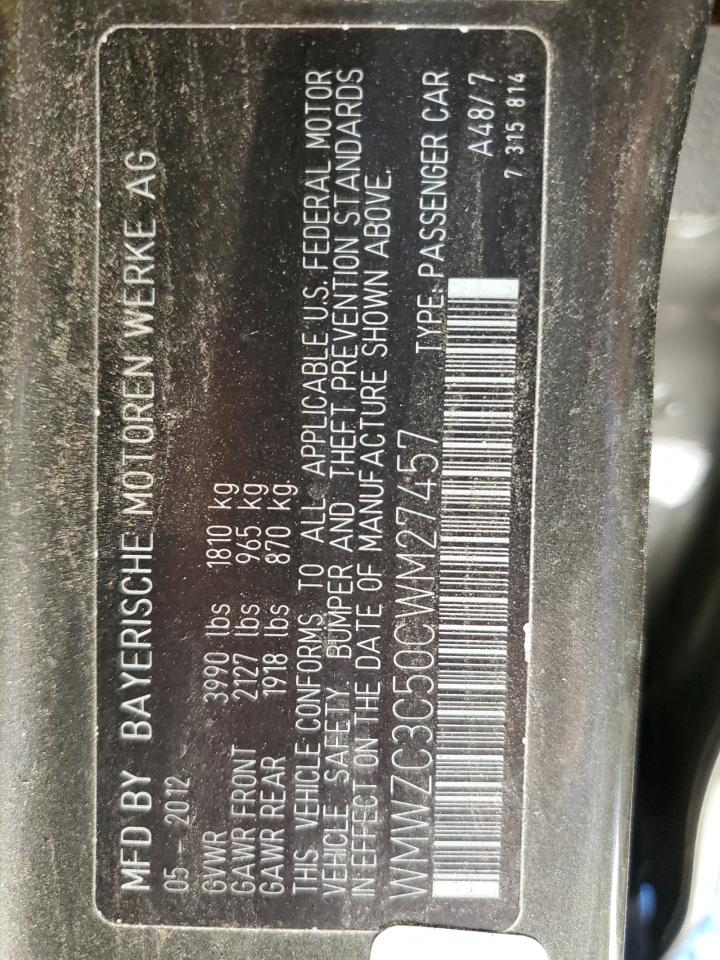 MFD BY BAYERISCHE MOTOREN WERKE AG
05-2012
GVWR 3990 lbs 1810 kg
GAWR FRONT 2127 lbs 965 kg
GAWR REAR 1918 lbs 870 kg
THIS VEHICLE CONFORMS TO ALL APPLICABLE U.S. FEDERAL MOTOR
VEHICLE SAFETY, BUMPER AND THEFT PREVENTION STANDARDS
IN EFFECT ON THE DATE OF MANUFACTURE SHOWN ABOVE.
WMWZC3C50CWM27457 TYPE: PASSENGER CAR
A48/7
7 315 814